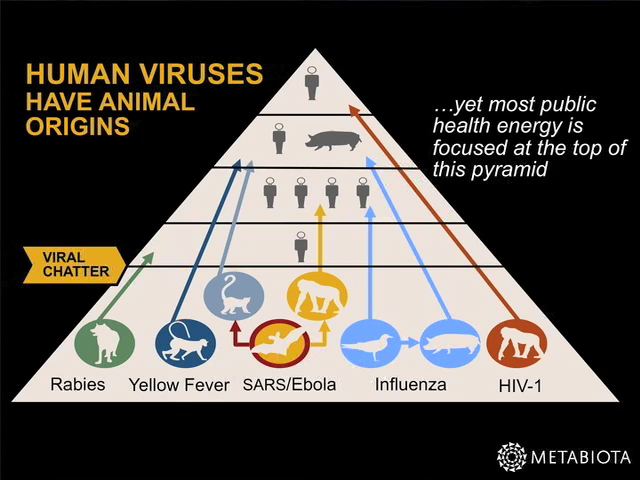 HUMAN VIRUSES
HAVE ANIMAL
ORIGINS
...yet most public
health energy is
focused at the top of
this pyramid
VIRAL
CHATTER
Rabies
Yellow Fever
SARS/Ebola
Influenza
HIV-1
METABIOTA